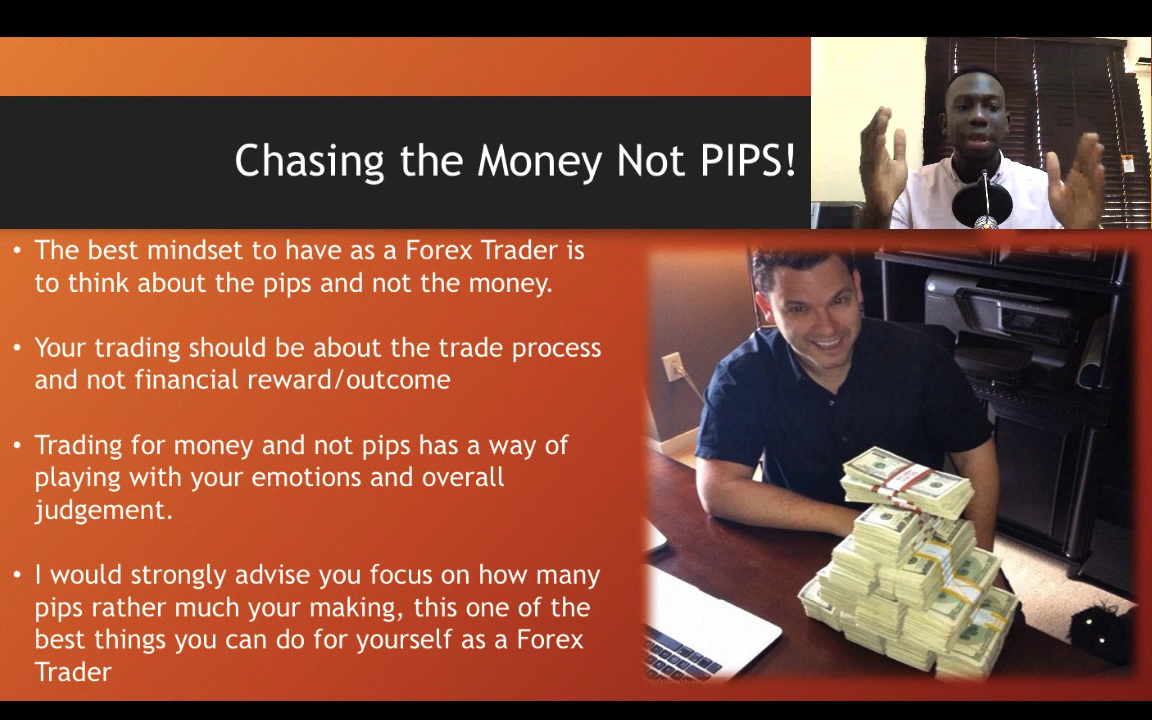 Chasing the Money Not PIPS!
• The best mindset to have as a Forex Trader is
to think about the pips and not the money.
• Your trading should be about the trade process
and not financial reward/outcome
• Trading for money and not pips has a way of
playing with your emotions and overall
judgement.
• I would strongly advise you focus on how many
pips rather much your making, this one of the
best things you can do for yourself as a Forex
Trader